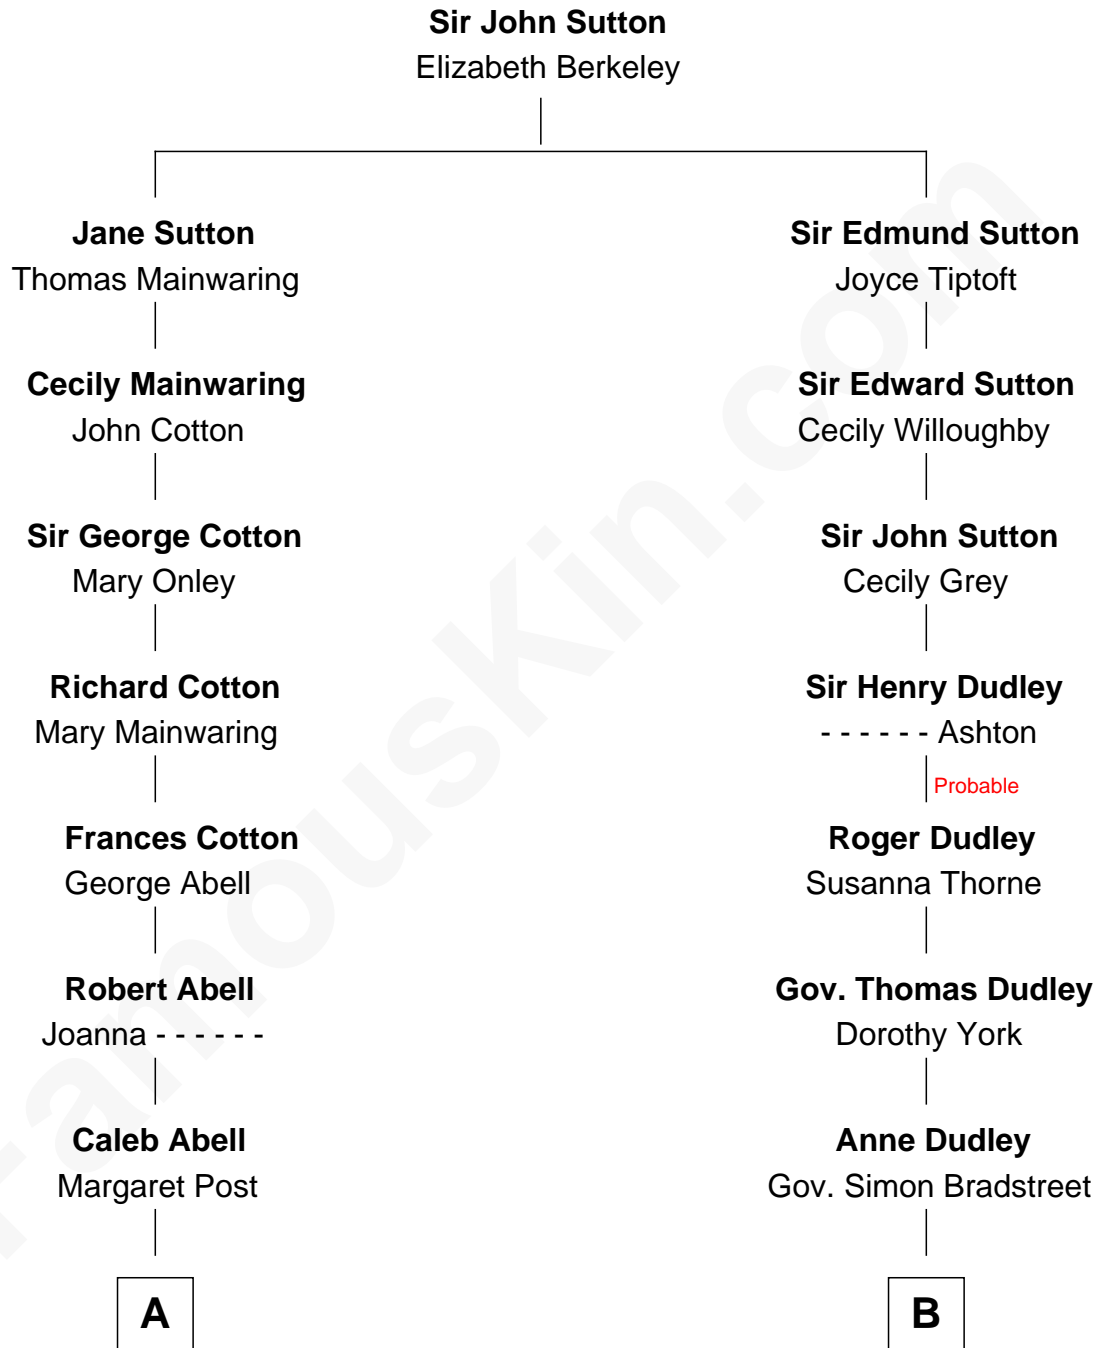 Sir John Sutton
Elizabeth Berkeley
Jane Sutton
Thomas Mainwaring
Cecily Mainwaring
John Cotton
Sir George Cotton
Mary Onley
Richard Cotton
Mary Mainwaring
Frances Cotton
George Abell
Robert Abell
Joanna - - - - - -
Caleb Abell
Margaret Post
A
Sir Edmund Sutton
Joyce Tiptoft
Sir Edward Sutton
Cecily Willoughby
Sir John Sutton
Cecily Grey
Sir Henry Dudley
- - - - - - Ashton
Probable
Roger Dudley
Susanna Thorne
Gov. Thomas Dudley
Dorothy York
Anne Dudley
Gov. Simon Bradstreet
B
FamousKin.com